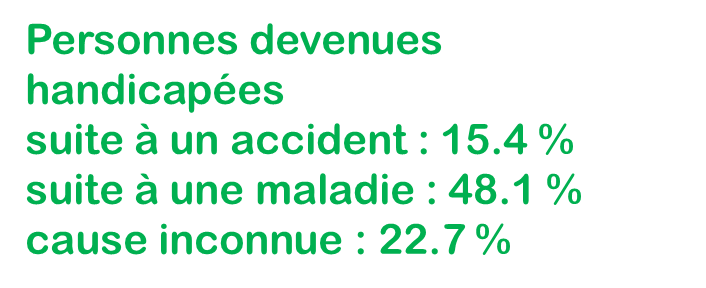 Personnes devenues
handicapées
suite à un accident : 15.4 %
suite à une maladie : 48.1 %
cause inconnue : 22.7 %